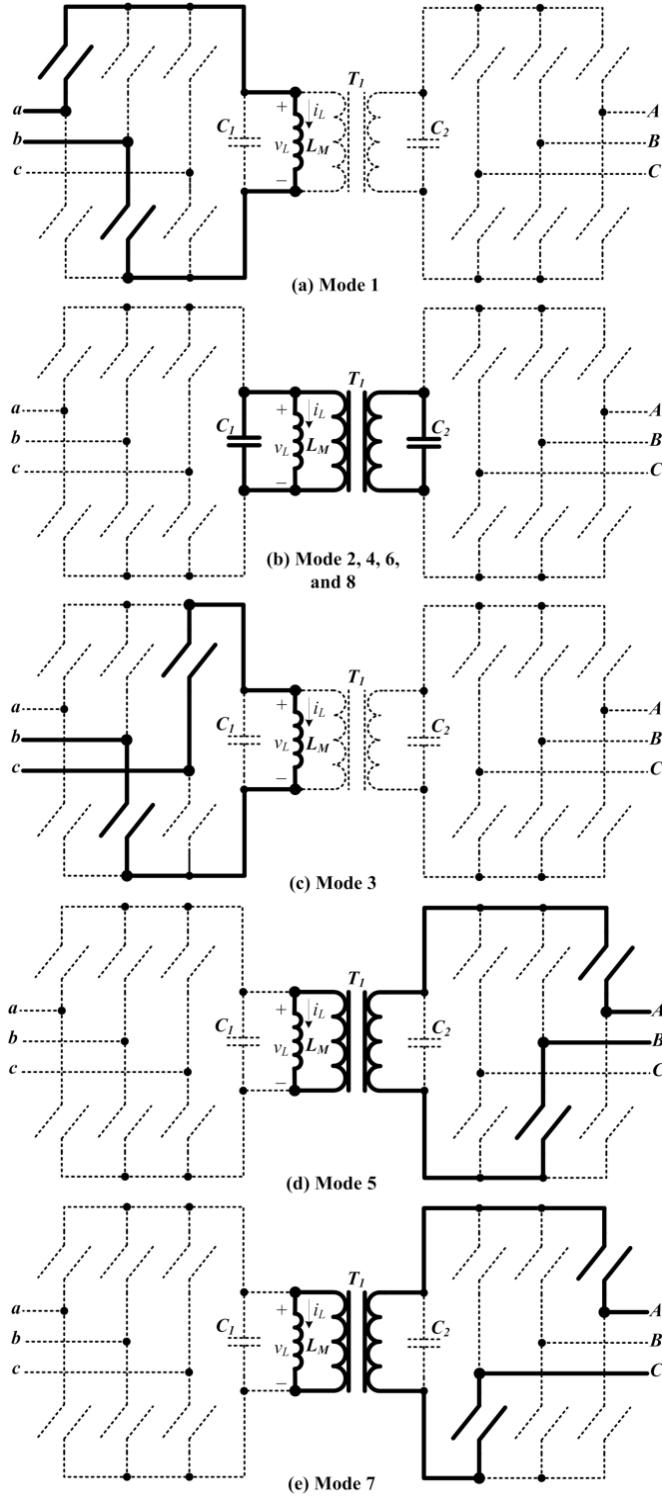 T1
a
+
iL
A
b
C1
vL
LM
C2
B
c
−
C
(a) Mode 1
T1
a
+
iL
A
b
C1
vL
LM
C2
B
c
−
C
(b) Mode 2, 4, 6,
and 8
T1
a
+
iL
A
b
C1
vL
LM
C2
B
c
−
C
(c) Mode 3
T1
a
+
iL
A
b
C1
vL
LM
C2
B
c
−
C
(d) Mode 5
T1
a
+
iL
A
b
C1
vL
LM
C2
B
c
−
C
(e) Mode 7